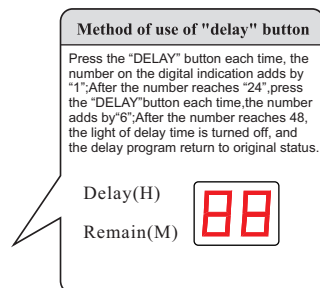 Method of use of "delay" button
Press the “DELAY” button each time, the
number on the digital indication adds by
“1”;After the number reaches “24”,press
the “DELAY”button each time,the number
adds by“6”;After the number reaches 48,
the light of delay time is turned off, and
the delay program return to original status.
Delay(H)
Remain(M)
88